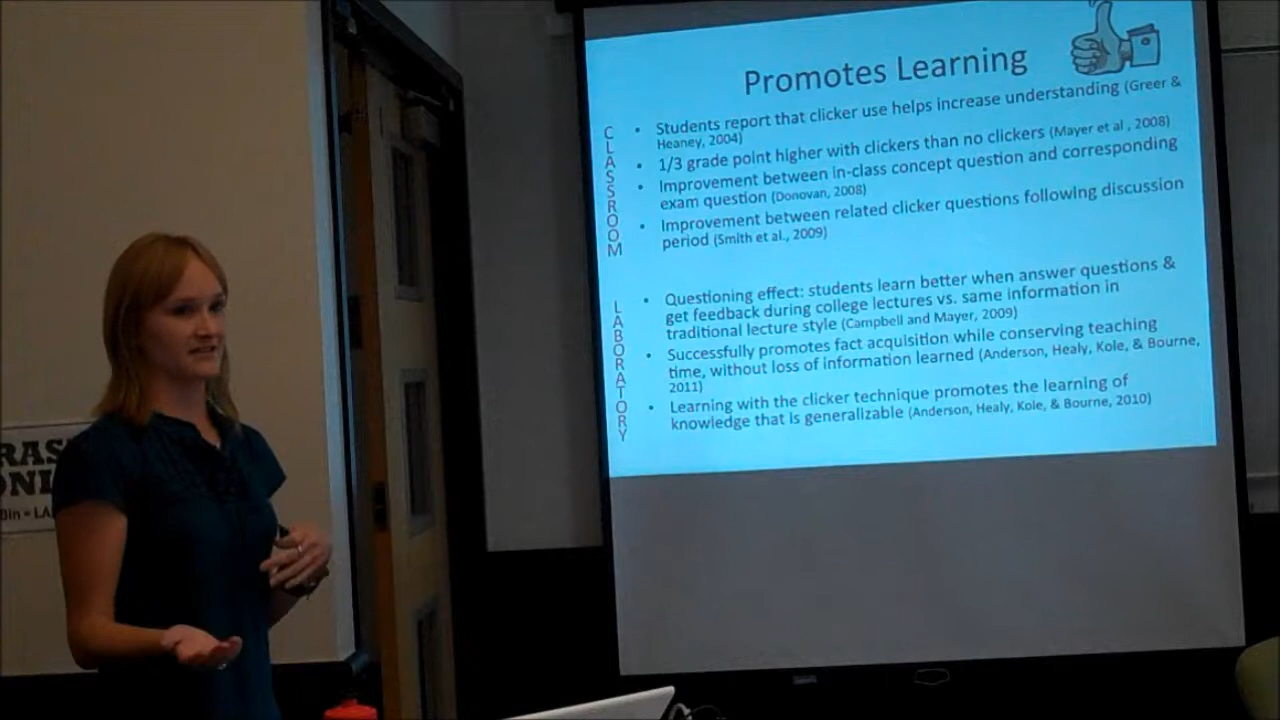 Promotes Learning
CLASSROOM
• Students report that clicker use helps increase understanding (Greer &
Heaney, 2004)
• 1/3 grade point higher with clickers than no clickers (Mayer et al , 2008)
• Improvement between in-class concept question and corresponding
exam question (Donovan, 2008)
• Improvement between related clicker questions following discussion
period (Smith et al., 2009)
LABORATORY
• Questioning effect: students learn better when answer questions &
get feedback during college lectures vs. same information in
traditional lecture style (Campbell and Mayer, 2009)
• Successfully promotes fact acquisition while conserving teaching
time, without loss of information learned (Anderson, Healy, Kole, & Bourne,
2011)
• Learning with the clicker technique promotes the learning of
knowledge that is generalizable (Anderson, Healy, Kole, & Bourne, 2010)
RAS
ONL
Bin = LA